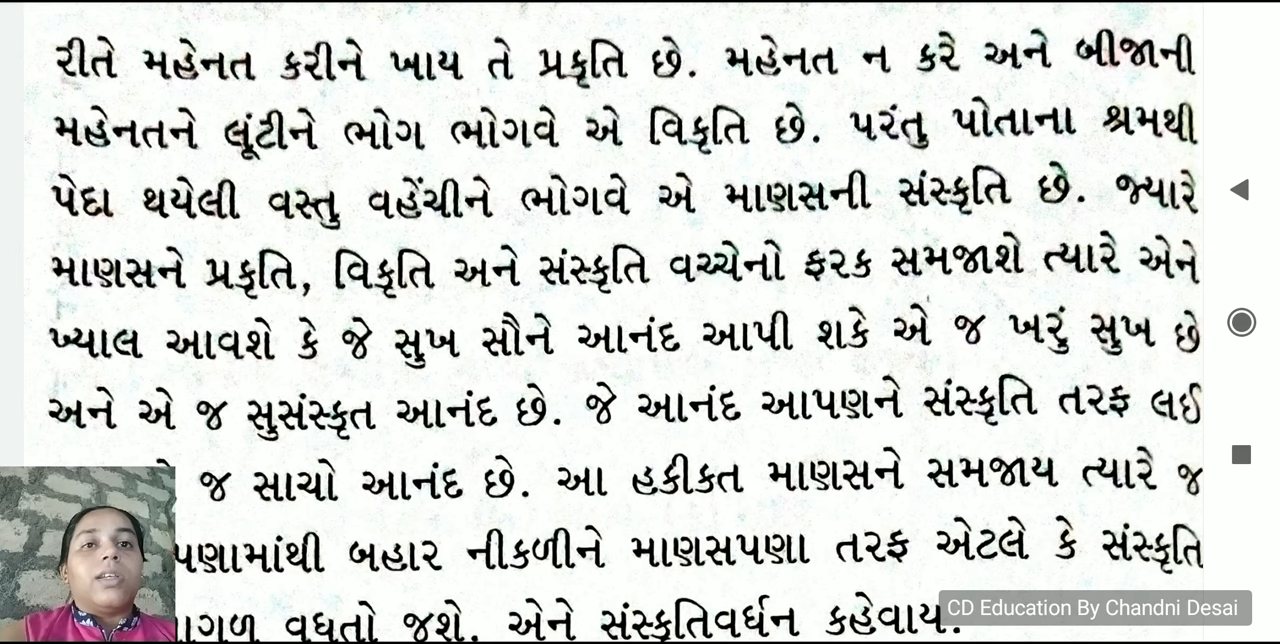 રીતે મહેનત કરીને ખાય તે પ્રકૃતિ છે. મહેનત ન કરે અને બીજાની
મહેનતને લૂંટીને ભોગ ભોગવે એ વિકૃતિ છે. પરંતુ પોતાના શ્રમથી
પેદા થયેલી વસ્તુ વહેંચીને ભોગવે એ માણસની સંસ્કૃતિ છે. જ્યારે
માણસને પ્રકૃતિ, વિકૃતિ અને સંસ્કૃતિ વચ્ચેનો ફરક સમજાશે ત્યારે એને
ખ્યાલ આવશે કે જે સુખ સૌને આનંદ આપી શકે એ જ ખરું સુખ છે
અને એ જ સુસંસ્કૃત આનંદ છે. જે આનંદ આપણને સંસ્કૃતિ તરફ લઈ
જ સાચો આનંદ છે. આ હકીકત માણસને સમજાય ત્યારે જ
પણામાંથી બહાર નીકળીને માણસપણા તરફ એટલે કે સંસ્કૃતિ
વધતો જશે. એને સંસ્કૃતિવર્ધન કહેવાય.
CD Education By Chandni Desai